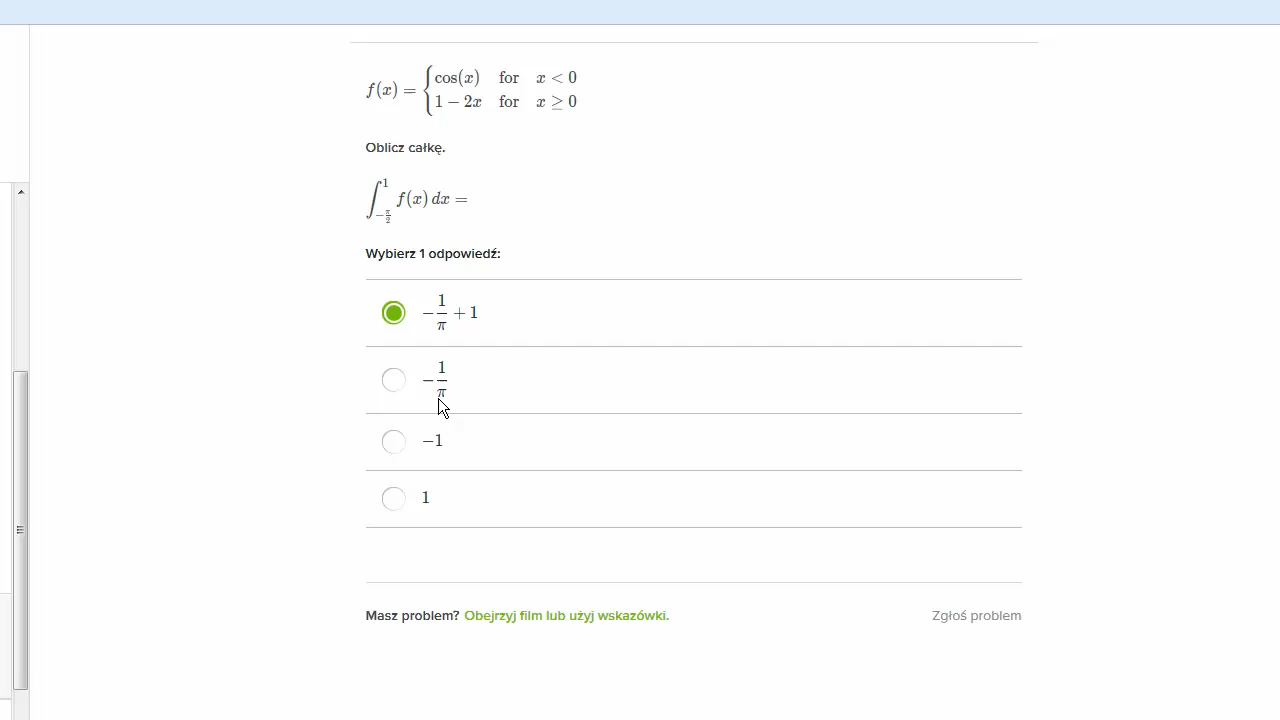 f(x) = { cos(x) for x < 0
1 − 2x for x ≥ 0
Oblicz całkę.
∫_{−π/2}^{1} f(x) dx =
Wybierz 1 odpowiedź:
−1/π + 1
−1/π
−1
1
Masz problem? Obejrzyj film lub użyj wskazówki. Zgłoś problem